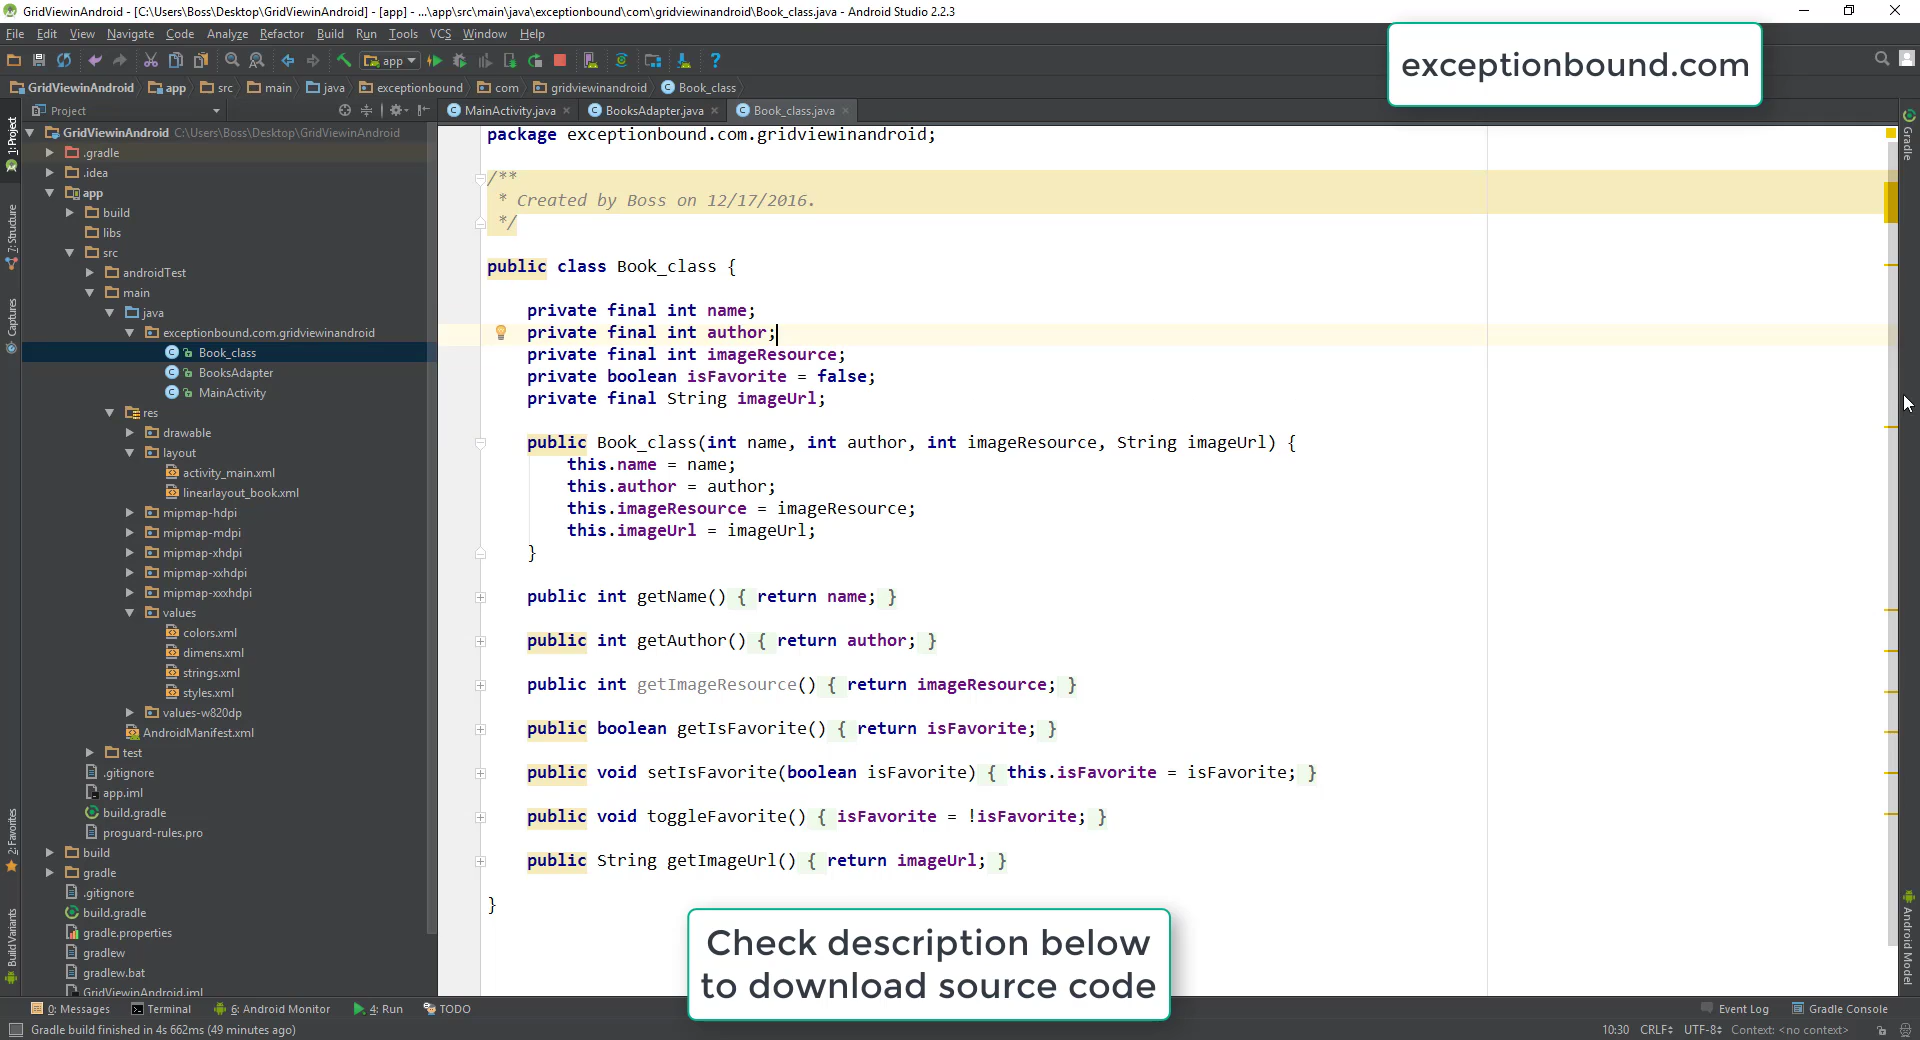 GridViewinAndroid - [C:\Users\Boss\Desktop\GridViewinAndroid] - [app] - ...\app\src\main\java\exceptionbound\com\gridviewinandroid\Book_class.java - Android Studio 2.2.3
File Edit View Navigate Code Analyze Refactor Build Run Tools VCS Window Help
exceptionbound.com
app
GridViewinAndroid app src main java exceptionbound com gridviewinandroid Book_class
Project
MainActivity.java BooksAdapter.java Book_class.java
1: Project
7: Structure
Captures
2: Favorites
Build Variants
GridViewinAndroid C:\Users\Boss\Desktop\GridViewinAndroid
.gradle
.idea
app
build
libs
src
androidTest
main
java
exceptionbound.com.gridviewinandroid
Book_class
BooksAdapter
MainActivity
res
drawable
layout
activity_main.xml
linearlayout_book.xml
mipmap-hdpi
mipmap-mdpi
mipmap-xhdpi
mipmap-xxhdpi
mipmap-xxxhdpi
values
colors.xml
dimens.xml
strings.xml
styles.xml
values-w820dp
AndroidManifest.xml
test
.gitignore
app.iml
build.gradle
proguard-rules.pro
build
gradle
.gitignore
build.gradle
gradle.properties
gradlew
gradlew.bat
GridViewinAndroid.iml
package exceptionbound.com.gridviewinandroid;
/**
* Created by Boss on 12/17/2016.
*/
public class Book_class {
private final int name;
private final int author;
private final int imageResource;
private boolean isFavorite = false;
private final String imageUrl;
public Book_class(int name, int author, int imageResource, String imageUrl) {
this.name = name;
this.author = author;
this.imageResource = imageResource;
this.imageUrl = imageUrl;
}
public int getName() { return name; }
public int getAuthor() { return author; }
public int getImageResource() { return imageResource; }
public boolean getIsFavorite() { return isFavorite; }
public void setIsFavorite(boolean isFavorite) { this.isFavorite = isFavorite; }
public void toggleFavorite() { isFavorite = !isFavorite; }
public String getImageUrl() { return imageUrl; }
}
Check description below
to download source code
Gradle
Android Model
0: Messages Terminal 6: Android Monitor 4: Run TODO Event Log Gradle Console
Gradle build finished in 4s 662ms (49 minutes ago) 10:30 CRLF UTF-8 Context: <no context>